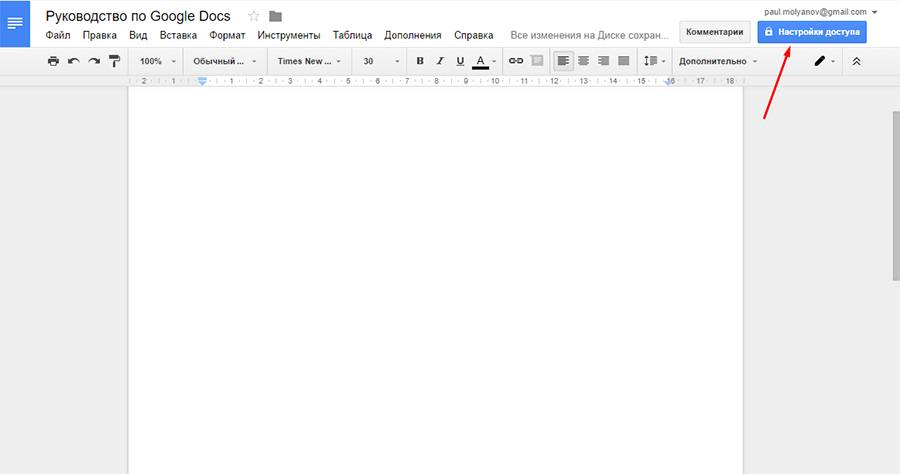 Руководство по Google Docs
paul.molyanov@gmail.com
Файл Правка Вид Вставка Формат Инструменты Таблица Дополнения Справка Все изменения на Диске сохран... Комментарии Настройки доступа
100% Обычный ... Times New ... 30 B I U A Дополнительно
2 1 1 2 3 4 5 6 7 8 9 10 11 12 13 14 15 16 17 18